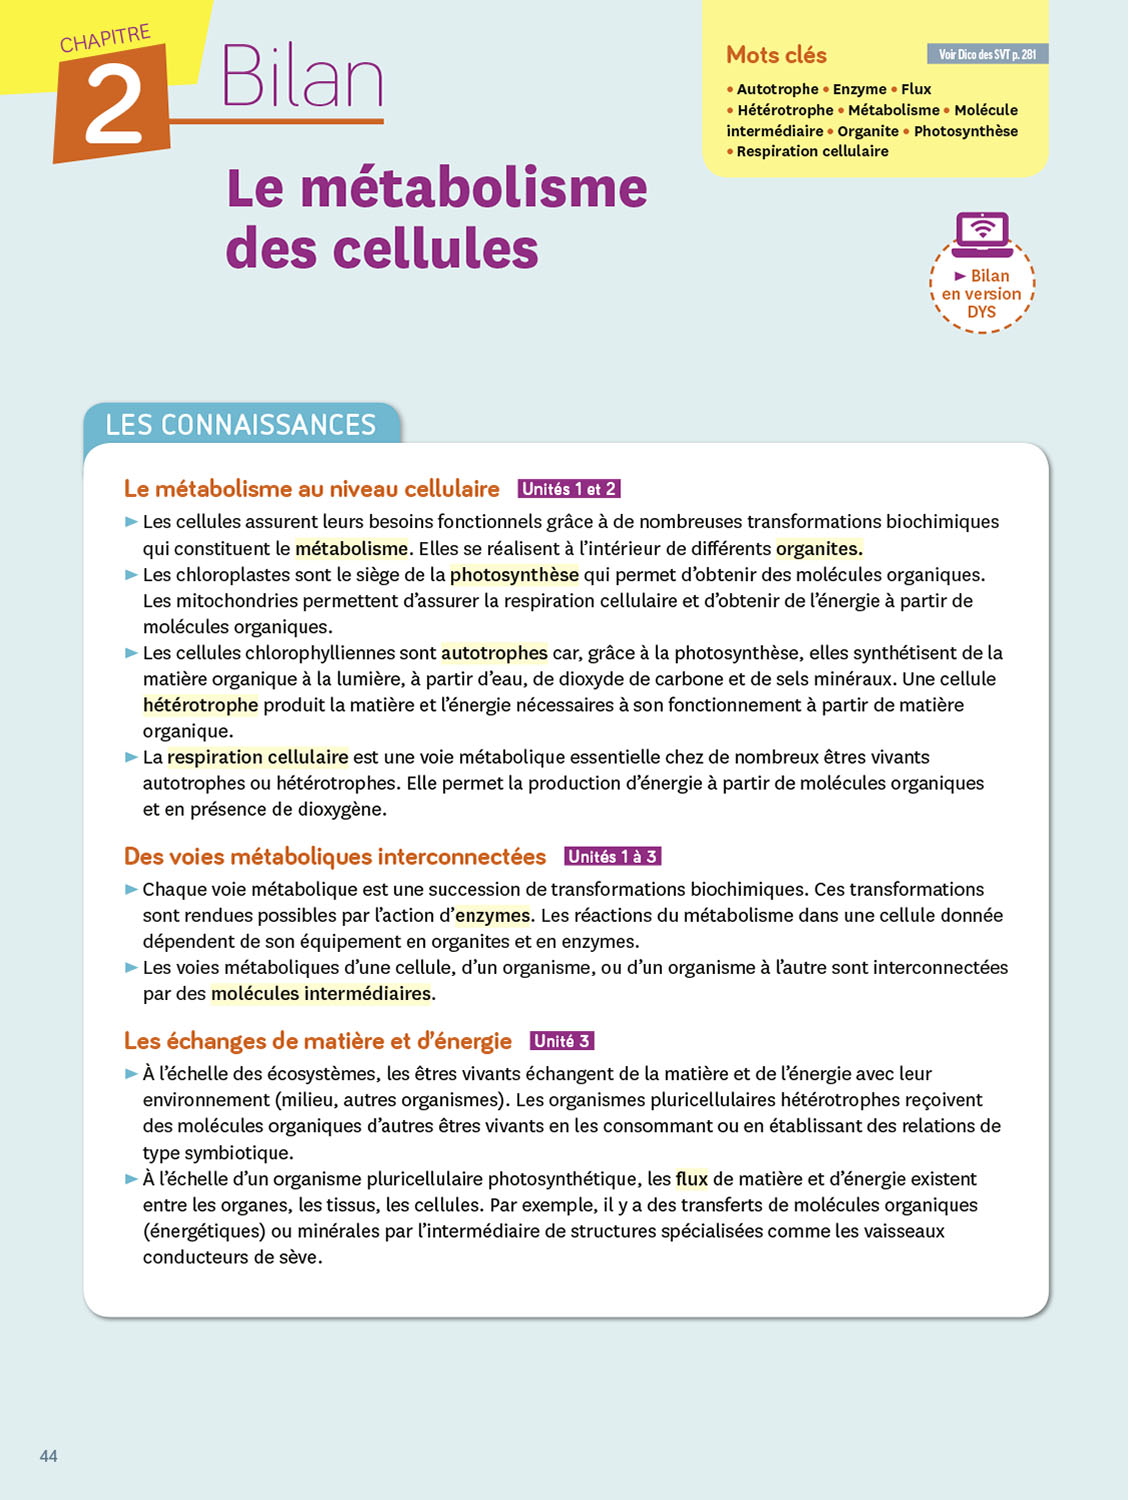 CHAPITRE
2
Bilan
Le métabolisme
des cellules
Mots clés
Voir Dico des SVT p. 281
• Autotrophe • Enzyme • Flux
• Hétérotrophe • Métabolisme • Molécule
intermédiaire • Organite • Photosynthèse
• Respiration cellulaire
► Bilan
en version
DYS
LES CONNAISSANCES
Le métabolisme au niveau cellulaire Unités 1 et 2
► Les cellules assurent leurs besoins fonctionnels grâce à de nombreuses transformations biochimiques
qui constituent le métabolisme. Elles se réalisent à l'intérieur de différents organites.
► Les chloroplastes sont le siège de la photosynthèse qui permet d'obtenir des molécules organiques.
Les mitochondries permettent d'assurer la respiration cellulaire et d'obtenir de l'énergie à partir de
molécules organiques.
► Les cellules chlorophylliennes sont autotrophes car, grâce à la photosynthèse, elles synthétisent de la
matière organique à la lumière, à partir d'eau, de dioxyde de carbone et de sels minéraux. Une cellule
hétérotrophe produit la matière et l'énergie nécessaires à son fonctionnement à partir de matière
organique.
► La respiration cellulaire est une voie métabolique essentielle chez de nombreux êtres vivants
autotrophes ou hétérotrophes. Elle permet la production d'énergie à partir de molécules organiques
et en présence de dioxygène.
Des voies métaboliques interconnectées Unités 1 à 3
► Chaque voie métabolique est une succession de transformations biochimiques. Ces transformations
sont rendues possibles par l'action d'enzymes. Les réactions du métabolisme dans une cellule donnée
dépendent de son équipement en organites et en enzymes.
► Les voies métaboliques d'une cellule, d'un organisme, ou d'un organisme à l'autre sont interconnectées
par des molécules intermédiaires.
Les échanges de matière et d'énergie Unité 3
► À l'échelle des écosystèmes, les êtres vivants échangent de la matière et de l'énergie avec leur
environnement (milieu, autres organismes). Les organismes pluricellulaires hétérotrophes reçoivent
des molécules organiques d'autres êtres vivants en les consommant ou en établissant des relations de
type symbiotique.
► À l'échelle d'un organisme pluricellulaire photosynthétique, les flux de matière et d'énergie existent
entre les organes, les tissus, les cellules. Par exemple, il y a des transferts de molécules organiques
(énergétiques) ou minérales par l'intermédiaire de structures spécialisées comme les vaisseaux
conducteurs de sève.
44